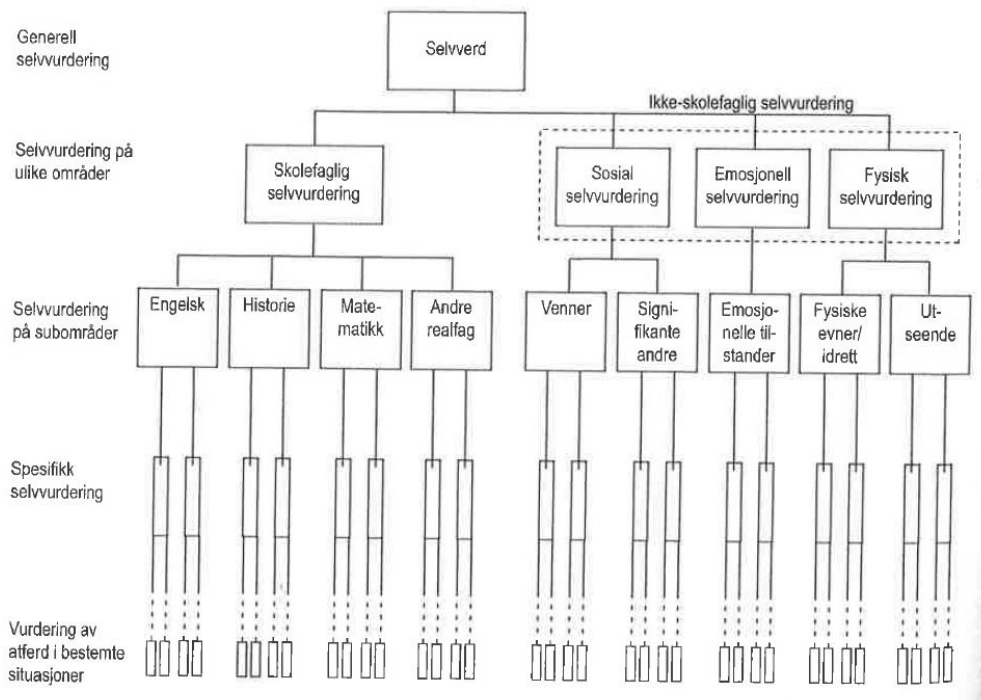 Generell
selvvurdering
Selvverd
Ikke-skolefaglig selvvurdering
Selvvurdering på
ulike områder
Skolefaglig
selvvurdering
Sosial
selvvurdering
Emosjonell
selvvurdering
Fysisk
selvvurdering
Selvvurdering
på subområder
Engelsk
Historie
Mate-
matikk
Andre
realfag
Venner
Signi-
fikante
andre
Emosjo-
nelle til-
stander
Fysiske
evner/
idrett
Ut-
seende
Spesifikk
selvvurdering
Vurdering av
atferd i bestemte
situasjoner